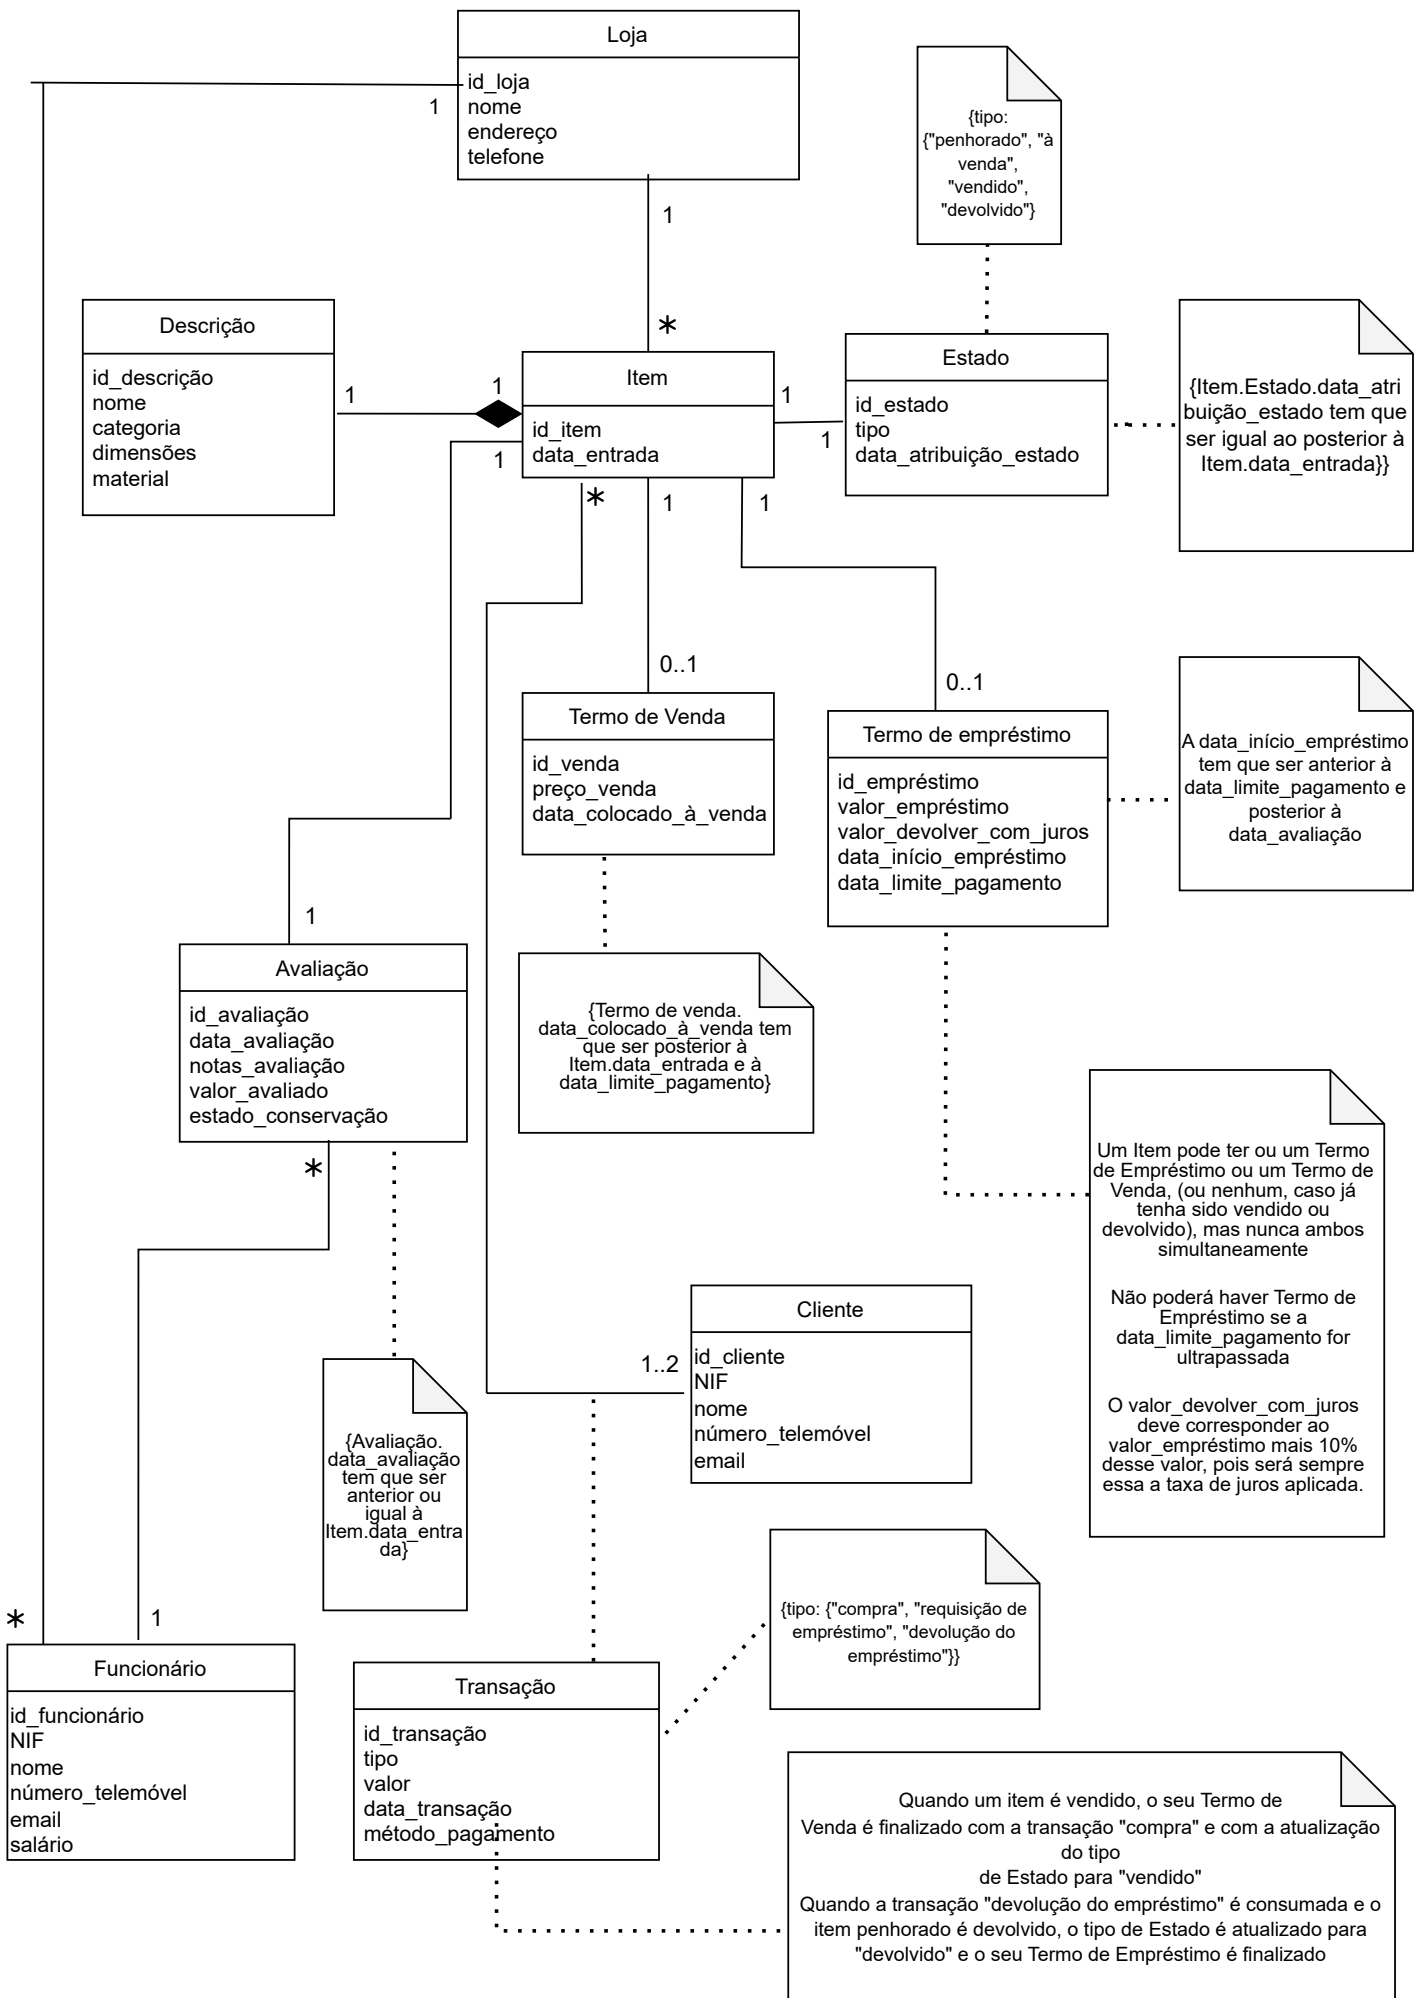 Loja
id_loja
nome
endereço
telefone
1
1
*
{tipo:
{"penhorado", "à
venda",
"vendido",
"devolvido"}
Descrição
id_descrição
nome
categoria
dimensões
material
1
1
Item
id_item
data_entrada
1
1
Estado
id_estado
tipo
data_atribuição_estado
{Item.Estado.data_atri
buição_estado tem que
ser igual ao posterior à
Item.data_entrada}}
1
*
1
1
0..1
0..1
Termo de Venda
id_venda
preço_venda
data_colocado_à_venda
Termo de empréstimo
id_empréstimo
valor_empréstimo
valor_devolver_com_juros
data_início_empréstimo
data_limite_pagamento
A data_início_empréstimo
tem que ser anterior à
data_limite_pagamento e
posterior à
data_avaliação
1
Avaliação
id_avaliação
data_avaliação
notas_avaliação
valor_avaliado
estado_conservação
{Termo de venda.
data_colocado_à_venda tem
que ser posterior à
Item.data_entrada e à
data_limite_pagamento}
*
Um Item pode ter ou um Termo
de Empréstimo ou um Termo de
Venda, (ou nenhum, caso já
tenha sido vendido ou
devolvido), mas nunca ambos
simultaneamente
Não poderá haver Termo de
Empréstimo se a
data_limite_pagamento for
ultrapassada
O valor_devolver_com_juros
deve corresponder ao
valor_empréstimo mais 10%
desse valor, pois será sempre
essa a taxa de juros aplicada.
1..2
Cliente
id_cliente
NIF
nome
número_telemóvel
email
{Avaliação.
data_avaliação
tem que ser
anterior ou
igual à
Item.data_entra
da}
{tipo: {"compra", "requisição de
empréstimo", "devolução do
empréstimo"}}
*
1
Funcionário
id_funcionário
NIF
nome
número_telemóvel
email
salário
Transação
id_transação
tipo
valor
data_transação
método_pagamento
Quando um item é vendido, o seu Termo de
Venda é finalizado com a transação "compra" e com a atualização
do tipo
de Estado para "vendido"
Quando a transação "devolução do empréstimo" é consumada e o
item penhorado é devolvido, o tipo de Estado é atualizado para
"devolvido" e o seu Termo de Empréstimo é finalizado